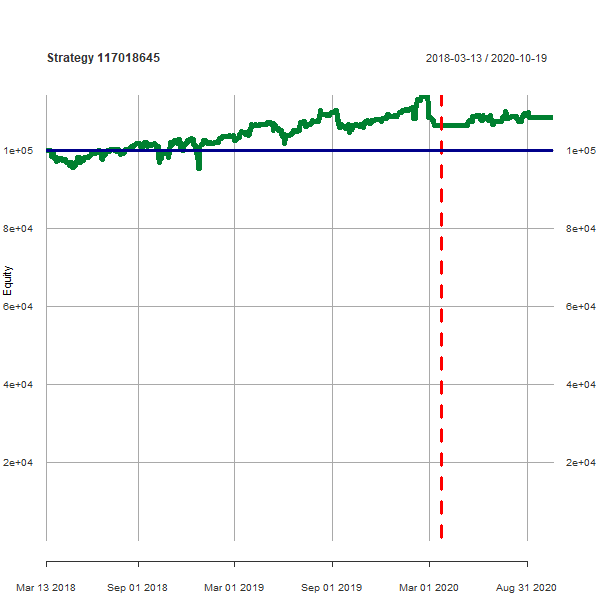 Strategy 117018645
2018-03-13 / 2020-10-19
1e+05
1e+05
8e+04
8e+04
Equity
6e+04
6e+04
4e+04
4e+04
2e+04
2e+04
Mar 13 2018
Sep 01 2018
Mar 01 2019
Sep 01 2019
Mar 01 2020
Aug 31 2020